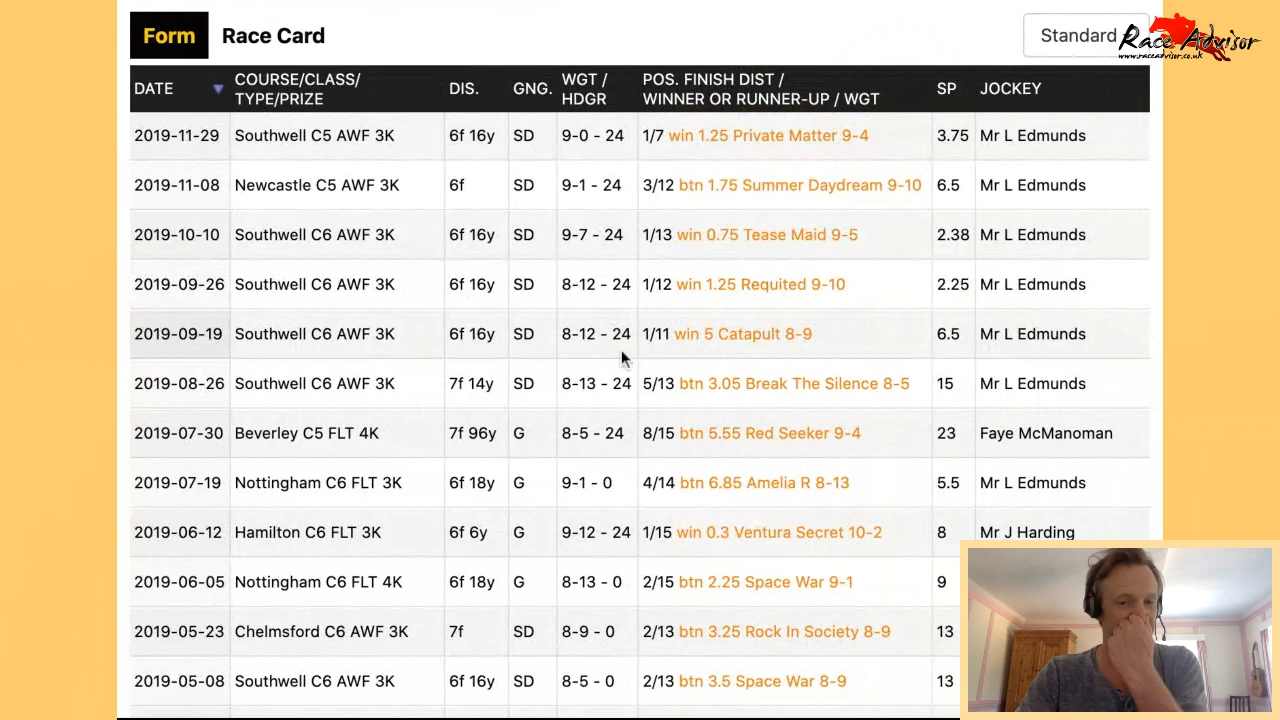 Form Race Card Standard
Race Advisor
www.raceadvisor.co.uk
DATE COURSE/CLASS/ TYPE/PRIZE DIS. GNG. WGT / HDGR POS. FINISH DIST / WINNER OR RUNNER-UP / WGT SP JOCKEY
2019-11-29 Southwell C5 AWF 3K 6f 16y SD 9-0 - 24 1/7 win 1.25 Private Matter 9-4 3.75 Mr L Edmunds
2019-11-08 Newcastle C5 AWF 3K 6f SD 9-1 - 24 3/12 btn 1.75 Summer Daydream 9-10 6.5 Mr L Edmunds
2019-10-10 Southwell C6 AWF 3K 6f 16y SD 9-7 - 24 1/13 win 0.75 Tease Maid 9-5 2.38 Mr L Edmunds
2019-09-26 Southwell C6 AWF 3K 6f 16y SD 8-12 - 24 1/12 win 1.25 Requited 9-10 2.25 Mr L Edmunds
2019-09-19 Southwell C6 AWF 3K 6f 16y SD 8-12 - 24 1/11 win 5 Catapult 8-9 6.5 Mr L Edmunds
2019-08-26 Southwell C6 AWF 3K 7f 14y SD 8-13 - 24 5/13 btn 3.05 Break The Silence 8-5 15 Mr L Edmunds
2019-07-30 Beverley C5 FLT 4K 7f 96y G 8-5 - 24 8/15 btn 5.55 Red Seeker 9-4 23 Faye McManoman
2019-07-19 Nottingham C6 FLT 3K 6f 18y G 9-1 - 0 4/14 btn 6.85 Amelia R 8-13 5.5 Mr L Edmunds
2019-06-12 Hamilton C6 FLT 3K 6f 6y G 9-12 - 24 1/15 win 0.3 Ventura Secret 10-2 8 Mr J Harding
2019-06-05 Nottingham C6 FLT 4K 6f 18y G 8-13 - 0 2/15 btn 2.25 Space War 9-1 9
2019-05-23 Chelmsford C6 AWF 3K 7f SD 8-9 - 0 2/13 btn 3.25 Rock In Society 8-9 13
2019-05-08 Southwell C6 AWF 3K 6f 16y SD 8-5 - 0 2/13 btn 3.5 Space War 8-9 13